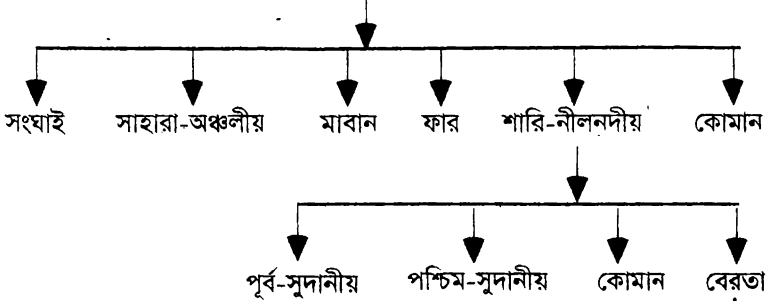 সংঘাই সাহারা-অঞ্চলীয় মাবান ফার শারি-নীলনদীয় কোমান
পূর্ব-সুদানীয় পশ্চিম-সুদানীয় কোমান বেরতা